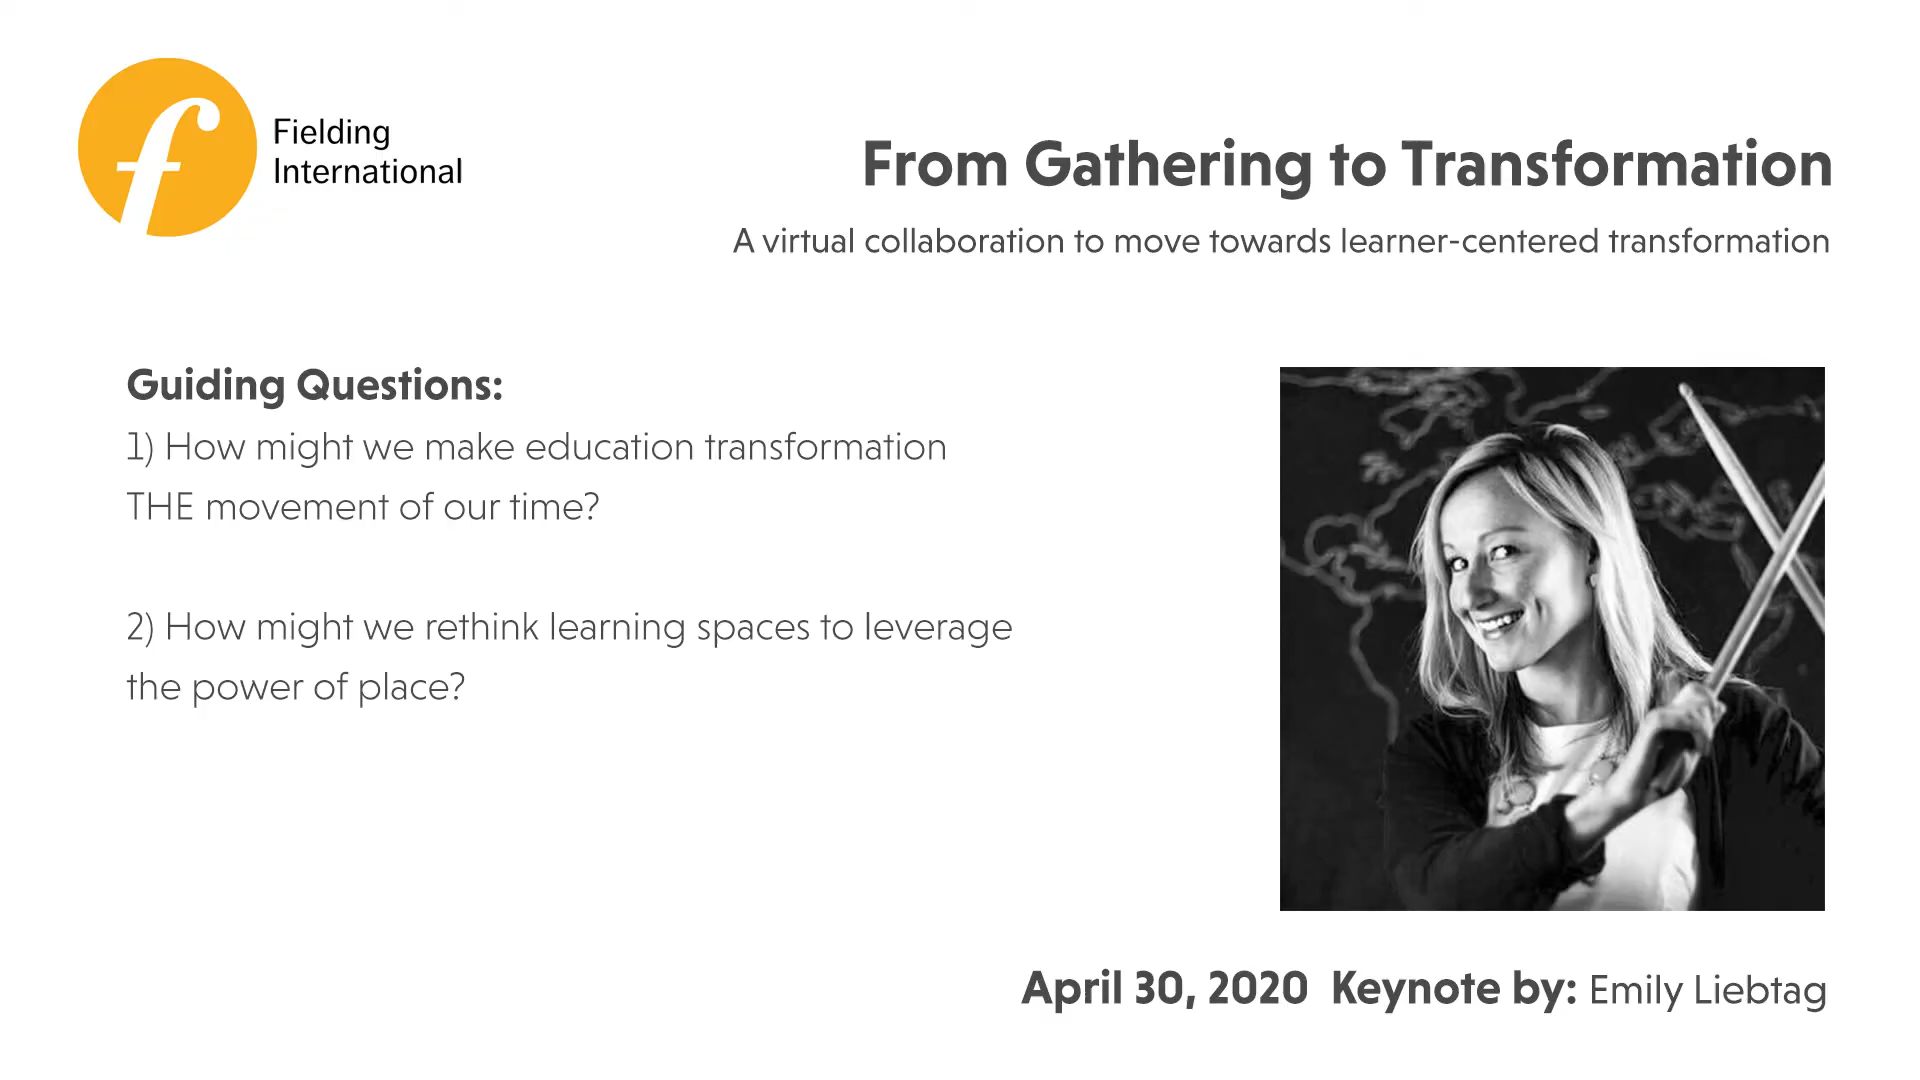 Fielding
International
From Gathering to Transformation
A virtual collaboration to move towards learner-centered transformation
Guiding Questions:
1) How might we make education transformation
THE movement of our time?
2) How might we rethink learning spaces to leverage
the power of place?
April 30, 2020 Keynote by: Emily Liebtag